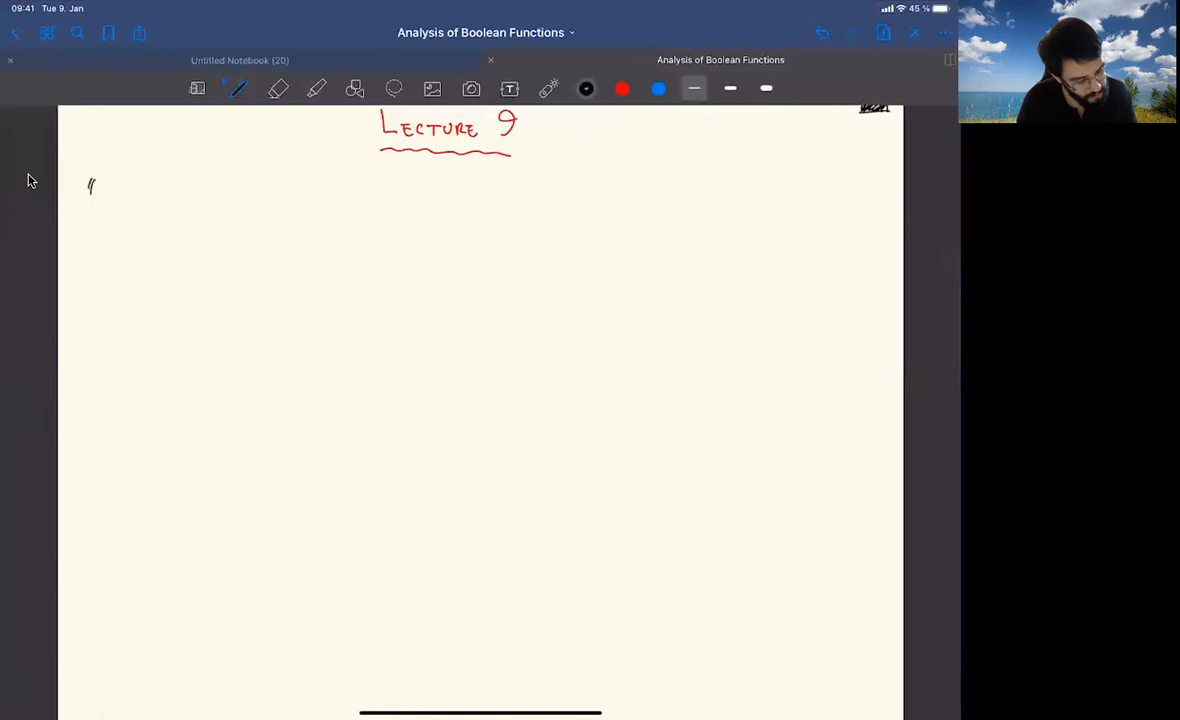 09:41 Tue 9. Jan
45 %
Analysis of Boolean Functions
Untitled Notebook (20)
Analysis of Boolean Functions
T
LECTURE 9